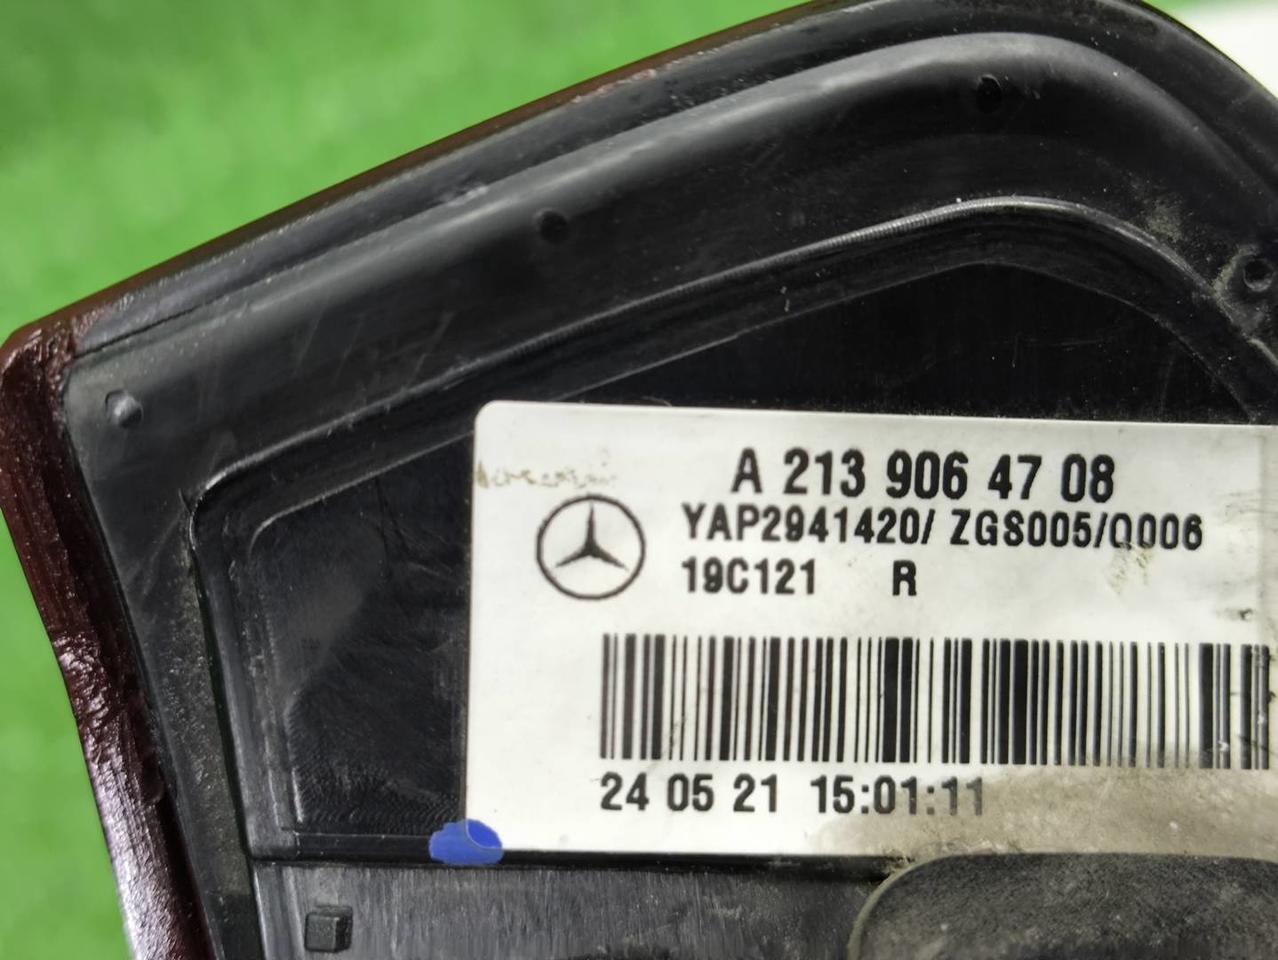 A 213 906 47 08
YAP2941420/ ZGS005/Q006
19C121 R
24 05 21 15:01:11